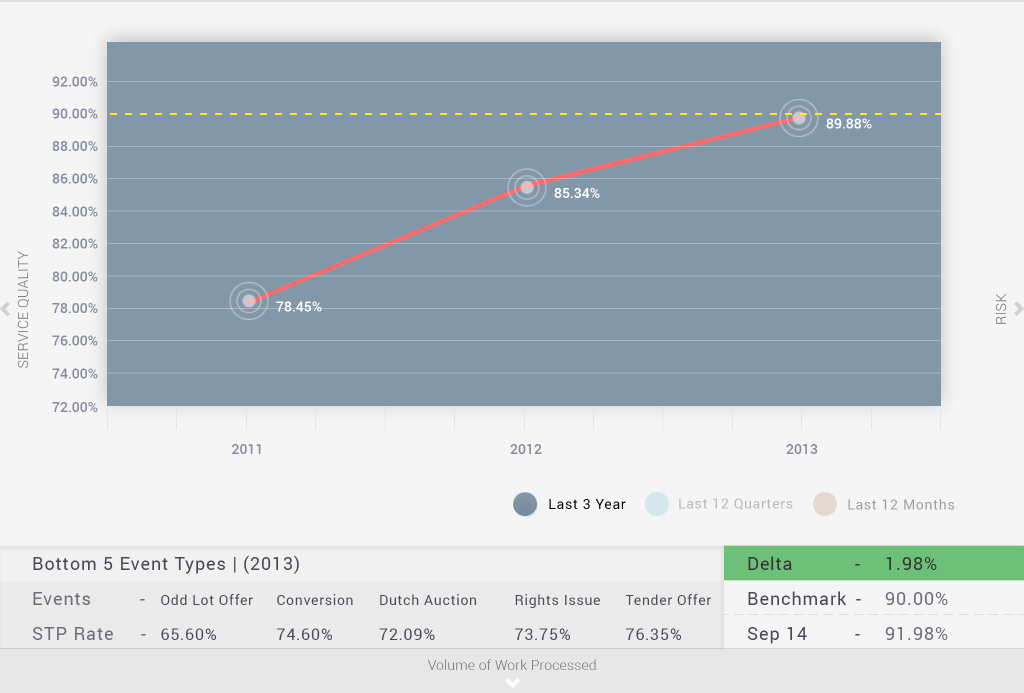 92.00%
90.00%
88.00%
86.00%
84.00%
82.00%
80.00%
78.00%
76.00%
74.00%
72.00%
SERVICE QUALITY
89.88%
85.34%
78.45%
RISK
2011 2012 2013
Last 3 Year Last 12 Quarters Last 12 Months
Bottom 5 Event Types | (2013)
Events - Odd Lot Offer Conversion Dutch Auction Rights Issue Tender Offer
STP Rate - 65.60% 74.60% 72.09% 73.75% 76.35%
Delta - 1.98%
Benchmark - 90.00%
Sep 14 - 91.98%
Volume of Work Processed